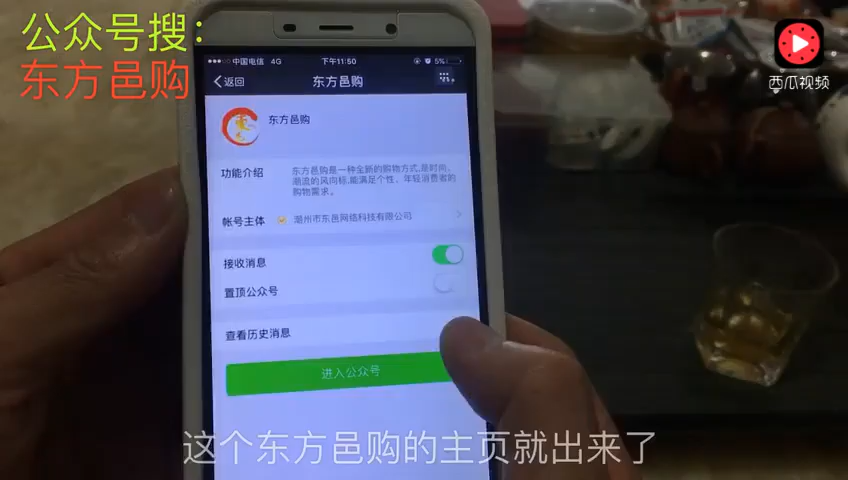 公众号搜：
东方邑购
西瓜视频
中国电信 4G
下午11:50
5%
返回
东方邑购
东方邑购
功能介绍
东方邑购是一种全新的购物方式,是时尚、
潮流的风向标,能满足个性、年轻消费者的
购物需求。
帐号主体
潮州市东邑网络科技有限公司
接收消息
置顶公众号
查看历史消息
进入公众号
这个东方邑购的主页就出来了